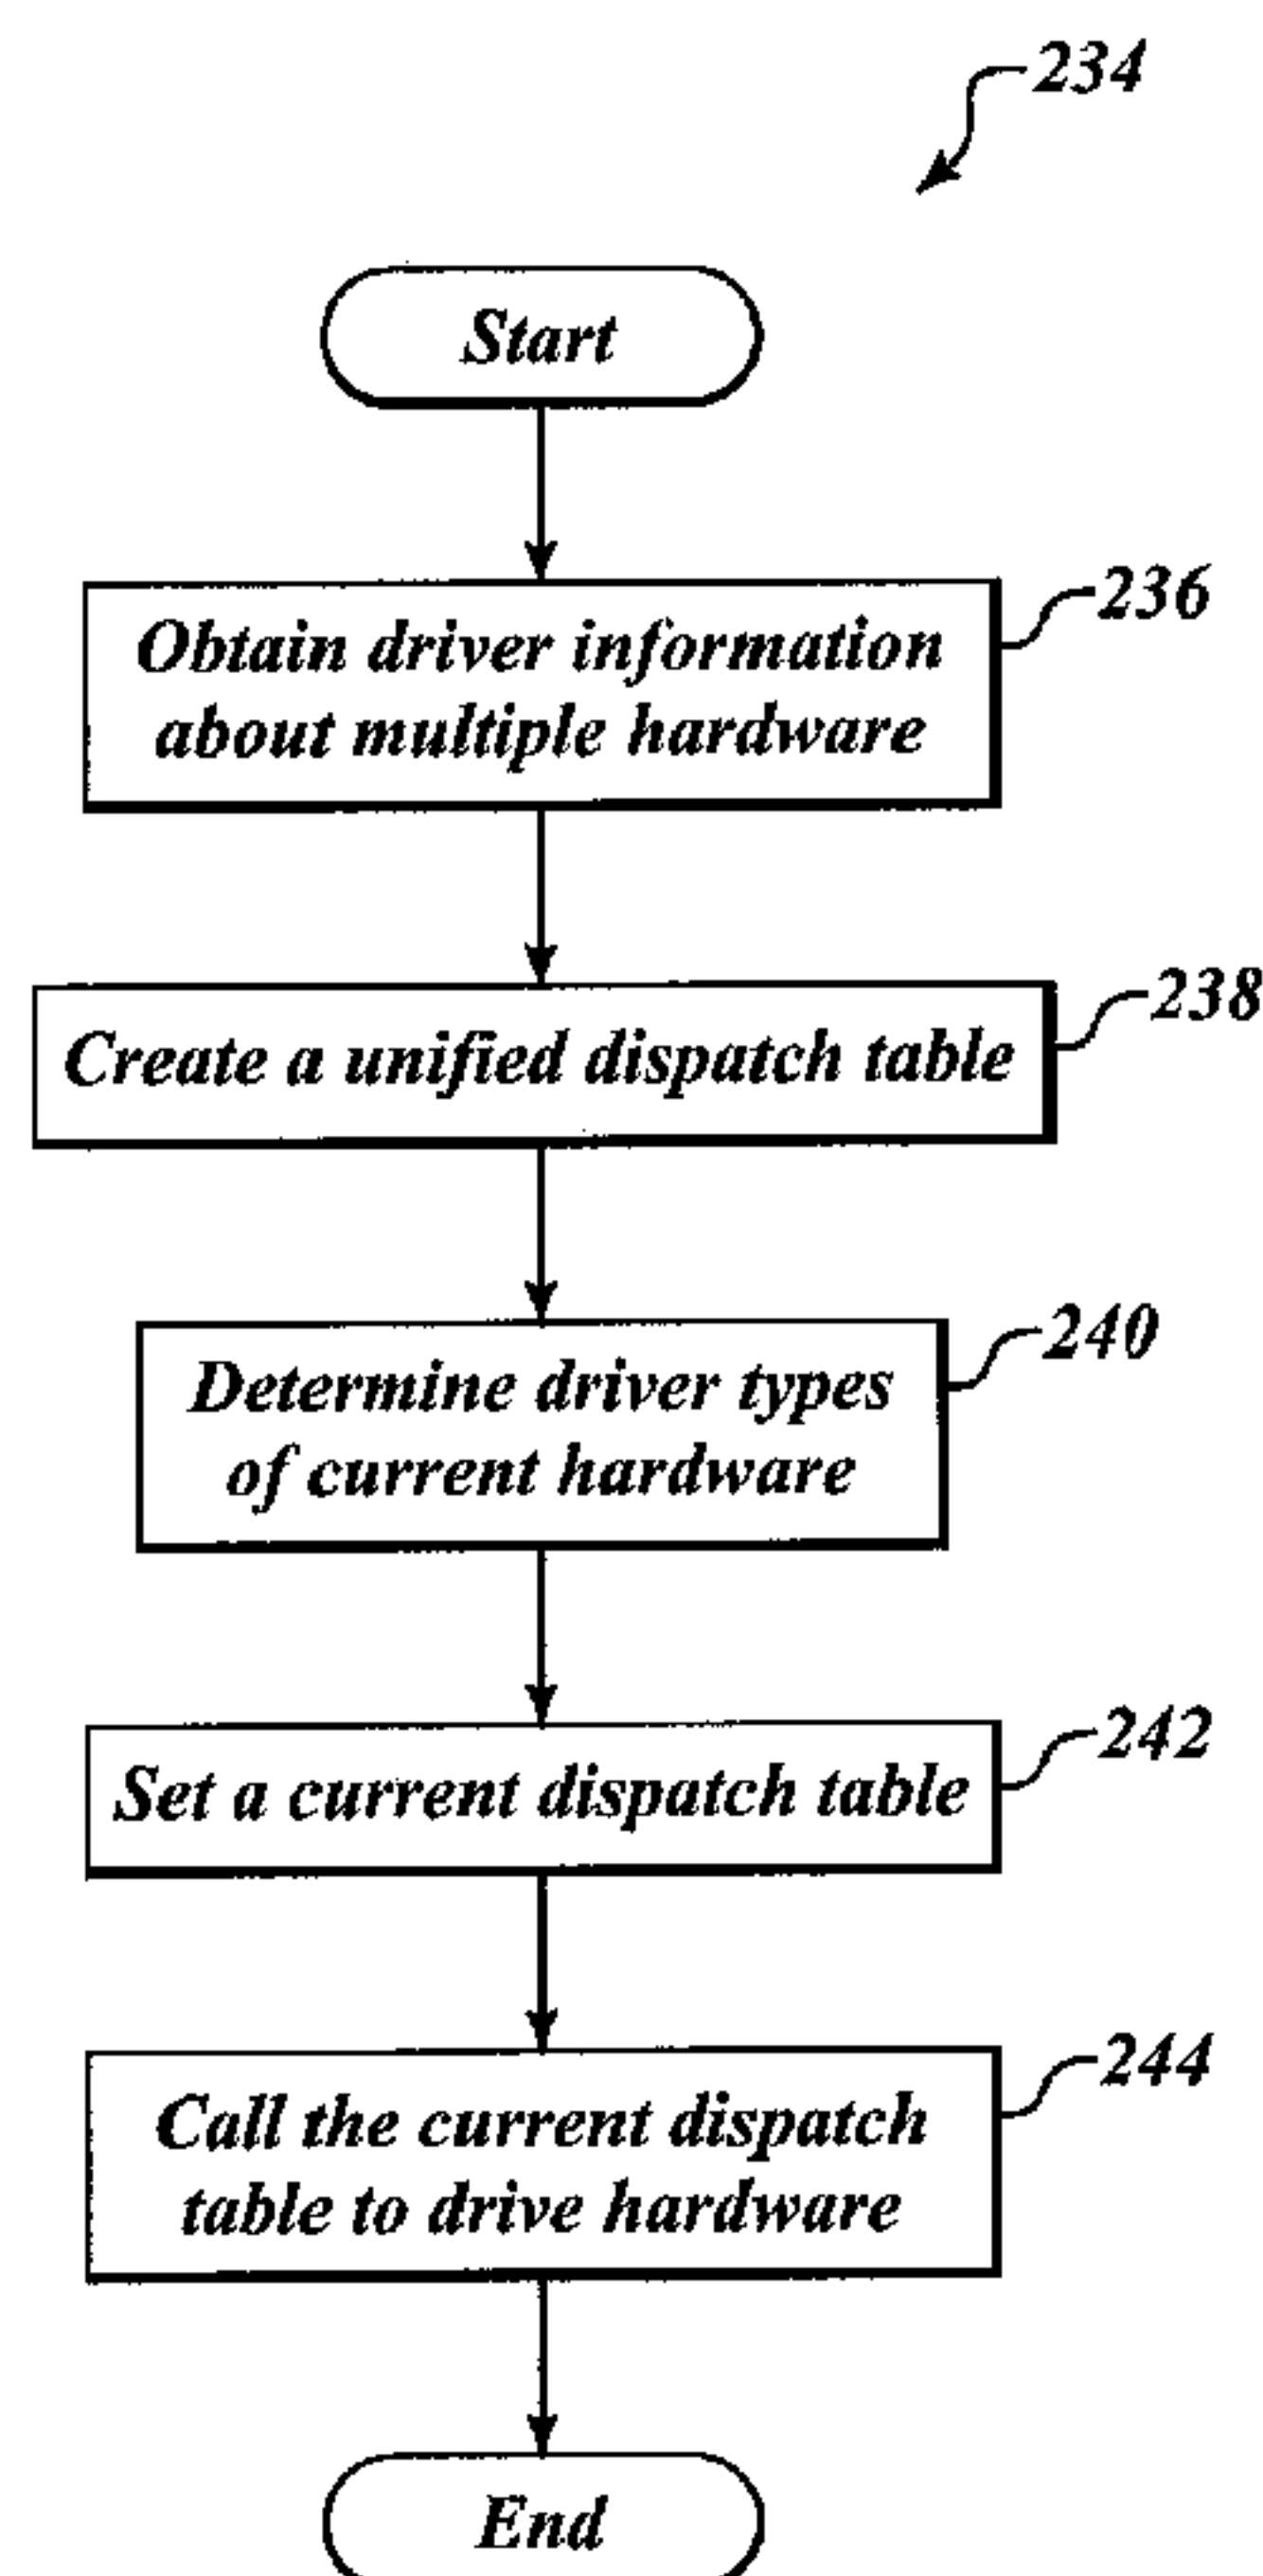 234
Start
Obtain driver information
about multiple hardware
236
Create a unified dispatch table
238
Determine driver types
of current hardware
240
Set a current dispatch table
242
Call the current dispatch
table to drive hardware
244
End